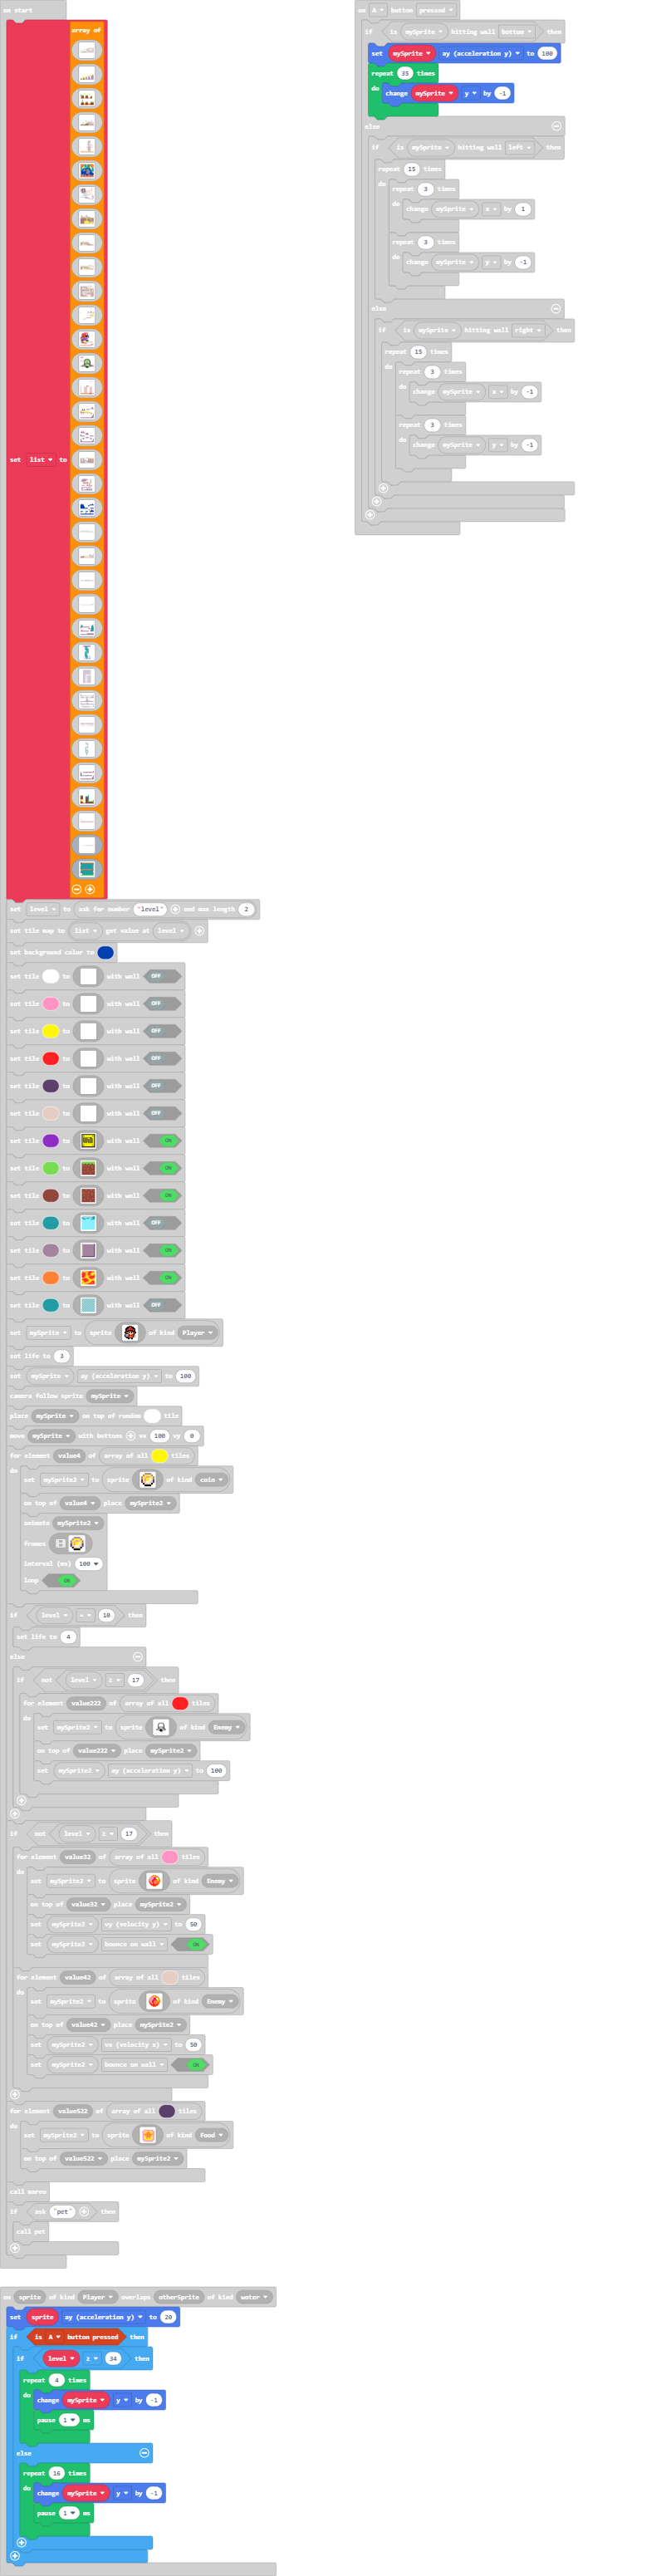 on start
array of
set list to
set level to ask for number "level" and max length 2
set tile map to list get value at level
set background color to
set tile to with wall OFF
set tile to with wall OFF
set tile to with wall OFF
set tile to with wall OFF
set tile to with wall OFF
set tile to with wall OFF
set tile to with wall ON
set tile to with wall ON
set tile to with wall ON
set tile to with wall OFF
set tile to with wall ON
set tile to with wall ON
set tile to with wall OFF
set mySprite to sprite of kind Player
set life to 3
set mySprite ay (acceleration y) to 100
camera follow sprite mySprite
place mySprite on top of random tile
move mySprite with buttons vx 100 vy 0
for element value4 of array of all tiles
do
set mySprite2 to sprite of kind coin
on top of value4 place mySprite2
animate mySprite2
frames
interval (ms) 100
loop ON
if level = 10 then
set life to 4
else
if not level ≥ 17 then
for element value222 of array of all tiles
do
set mySprite2 to sprite of kind Enemy
on top of value222 place mySprite2
set mySprite2 ay (acceleration y) to 100
if not level ≥ 17 then
for element value32 of array of all tiles
do
set mySprite2 to sprite of kind Enemy
on top of value32 place mySprite2
set mySprite2 vy (velocity y) to 50
set mySprite2 bounce on wall ON
for element value42 of array of all tiles
do
set mySprite2 to sprite of kind Enemy
on top of value42 place mySprite2
set mySprite2 vx (velocity x) to 50
set mySprite2 bounce on wall ON
for element value522 of array of all tiles
do
set mySprite2 to sprite of kind Food
on top of value522 place mySprite2
call
if ask "pet" then
call pet
on sprite of kind Player overlaps otherSprite of kind water
set sprite ay (acceleration y) to 20
if is A button pressed then
if level ≥ 34 then
repeat 4 times
do
change mySprite y by -1
pause 1 ms
else
repeat 16 times
do
change mySprite y by -1
pause 1 ms
on A button pressed
if is mySprite hitting wall bottom then
set mySprite ay (acceleration y) to 100
repeat 35 times
do
change mySprite y by -1
else
if is mySprite hitting wall left then
repeat 15 times
do
repeat 3 times
do
change mySprite x by 1
repeat 3 times
do
change mySprite y by -1
else
if is mySprite hitting wall right then
repeat 15 times
do
repeat 3 times
do
change mySprite x by -1
repeat 3 times
do
change mySprite y by -1